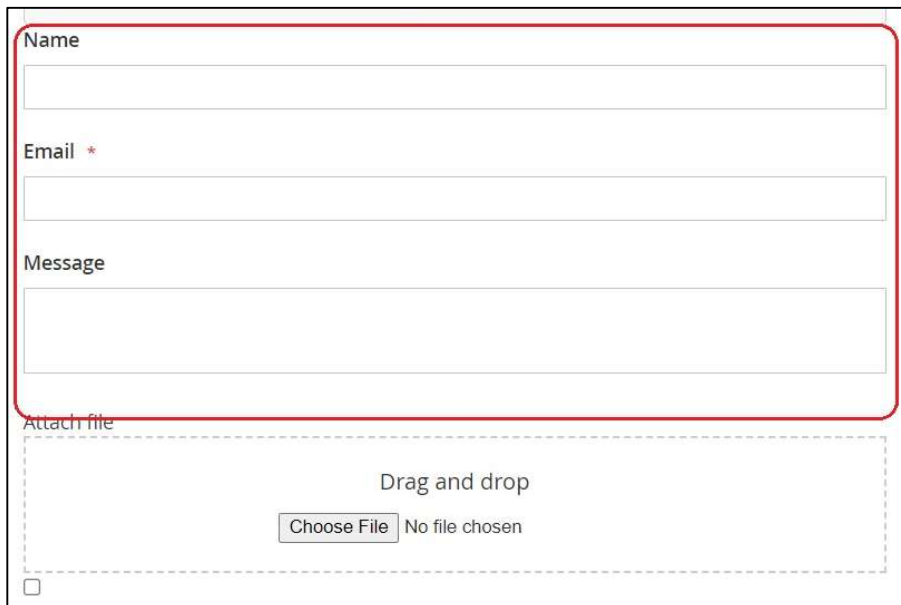 Name
Email *
Message
Attach file
Drag and drop
Choose File No file chosen